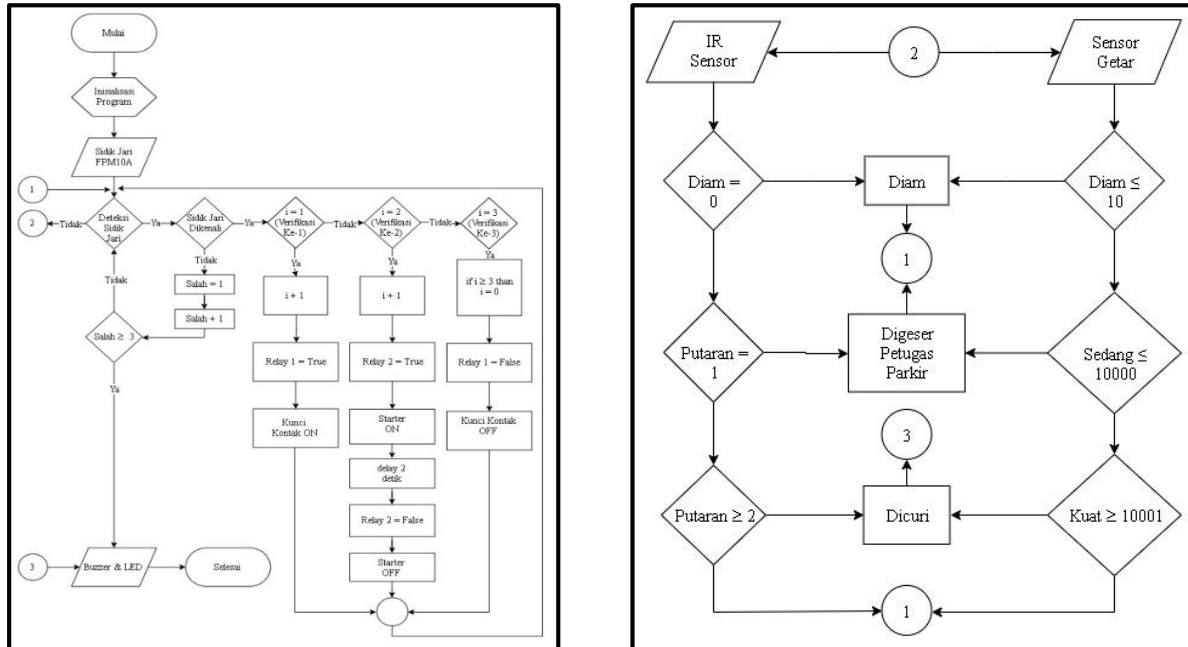 Mulai
Inisialisasi
Program
Sidik Jari
FPM10A
1
2
Tidak
Deteksi
Sidik
Jari
Ya
Sidik Jari
Dikenali
Ya
i = 1
(Verifikasi
Ke-1)
Tidak
i = 2
(Verifikasi
Ke-2)
Tidak
i = 3
(Verifikasi
Ke-3)
Tidak
Tidak
Ya
Ya
Ya
Salah = 1
Salah + 1
Salah ≥ 3
Ya
i + 1
i + 1
if i ≥ 3 than
i = 0
Relay 1 = True
Relay 2 = True
Relay 1 = False
Kunci
Kontak ON
Starter
ON
Kunci Kontak
OFF
delay 2
detik
Relay 2 = False
Starter
OFF
3
Buzzer & LED
Selesai
IR
Sensor
2
Sensor
Getar
Diam =
0
Diam
Diam ≤
10
1
Putaran =
1
Digeser
Petugas
Parkir
Sedang ≤
10000
3
Putaran ≥ 2
Dicuri
Kuat ≥ 10001
1